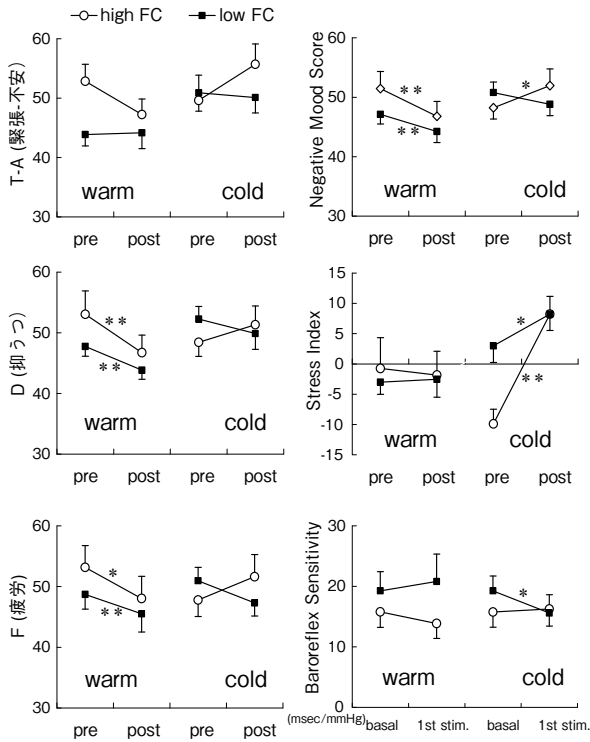 high FC low FC
T-A (緊張-不安)
60
50
40
30
warm cold
pre post pre post
Negative Mood Score
60
50
40
30
** *
**
warm cold
pre post pre post
D (抑うつ)
60
50
40
30
**
**
warm cold
pre post pre post
Stress Index
15
10
5
0
-5
-10
-15
*
**
warm cold
pre post pre post
F (疲労)
60
50
40
30
*
**
warm cold
pre post pre post
Baroreflex Sensitivity
30
20
10
0
*
warm cold
(msec/mmHg) basal 1st stim. basal 1st stim.